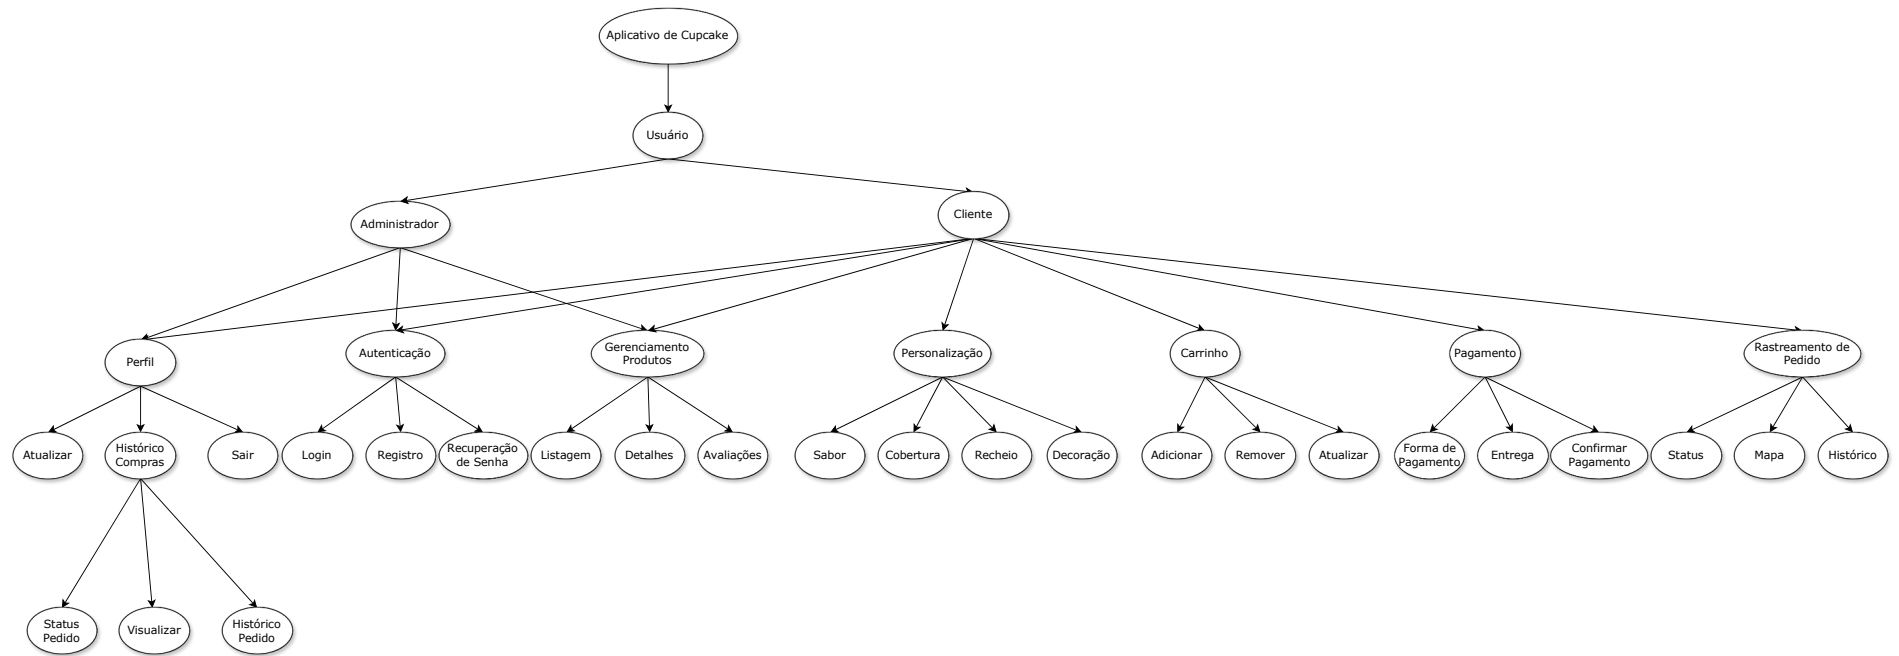 Aplicativo de Cupcake
Usuário
Administrador
Cliente
Perfil
Autenticação
Gerenciamento
Produtos
Personalização
Carrinho
Pagamento
Rastreamento de
Pedido
Atualizar
Histórico
Compras
Sair
Login
Registro
Recuperação
de Senha
Listagem
Detalhes
Avaliações
Sabor
Cobertura
Recheio
Decoração
Adicionar
Remover
Atualizar
Forma de
Pagamento
Entrega
Confirmar
Pagamento
Status
Mapa
Histórico
Status
Pedido
Visualizar
Histórico
Pedido